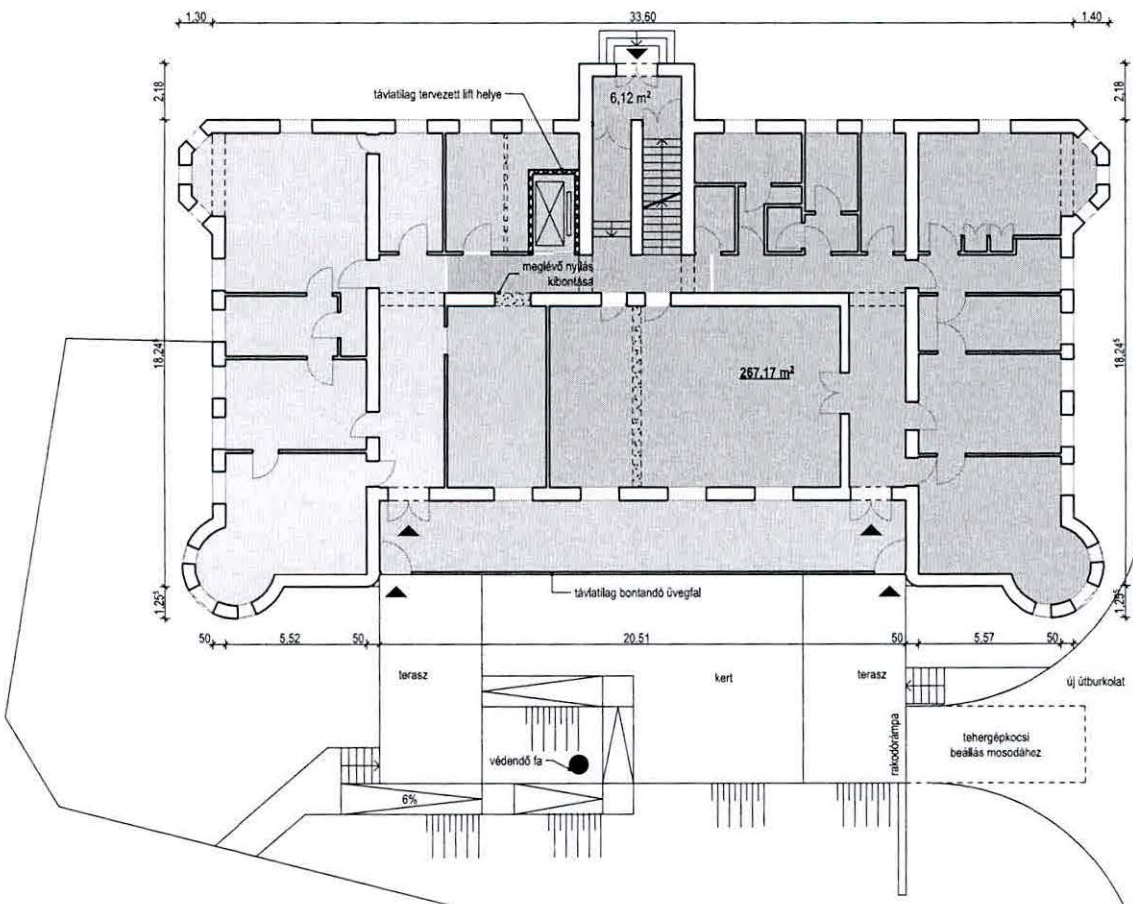 1,30
33,60
1,40
2,18
2,18
távlatilag tervezett lift helye
6,12 m²
meglévő nyílás
kibontása
18,24⁵
18,24⁵
267,17 m²
1,25⁵
1,25⁵
távlatilag bontandó üvegfal
50
5,52
50
20,51
50
5,57
50
terasz
kert
terasz
új útburkolat
rakodórámpa
tehergépkocsi
beállás mosodához
védendő fa
6%